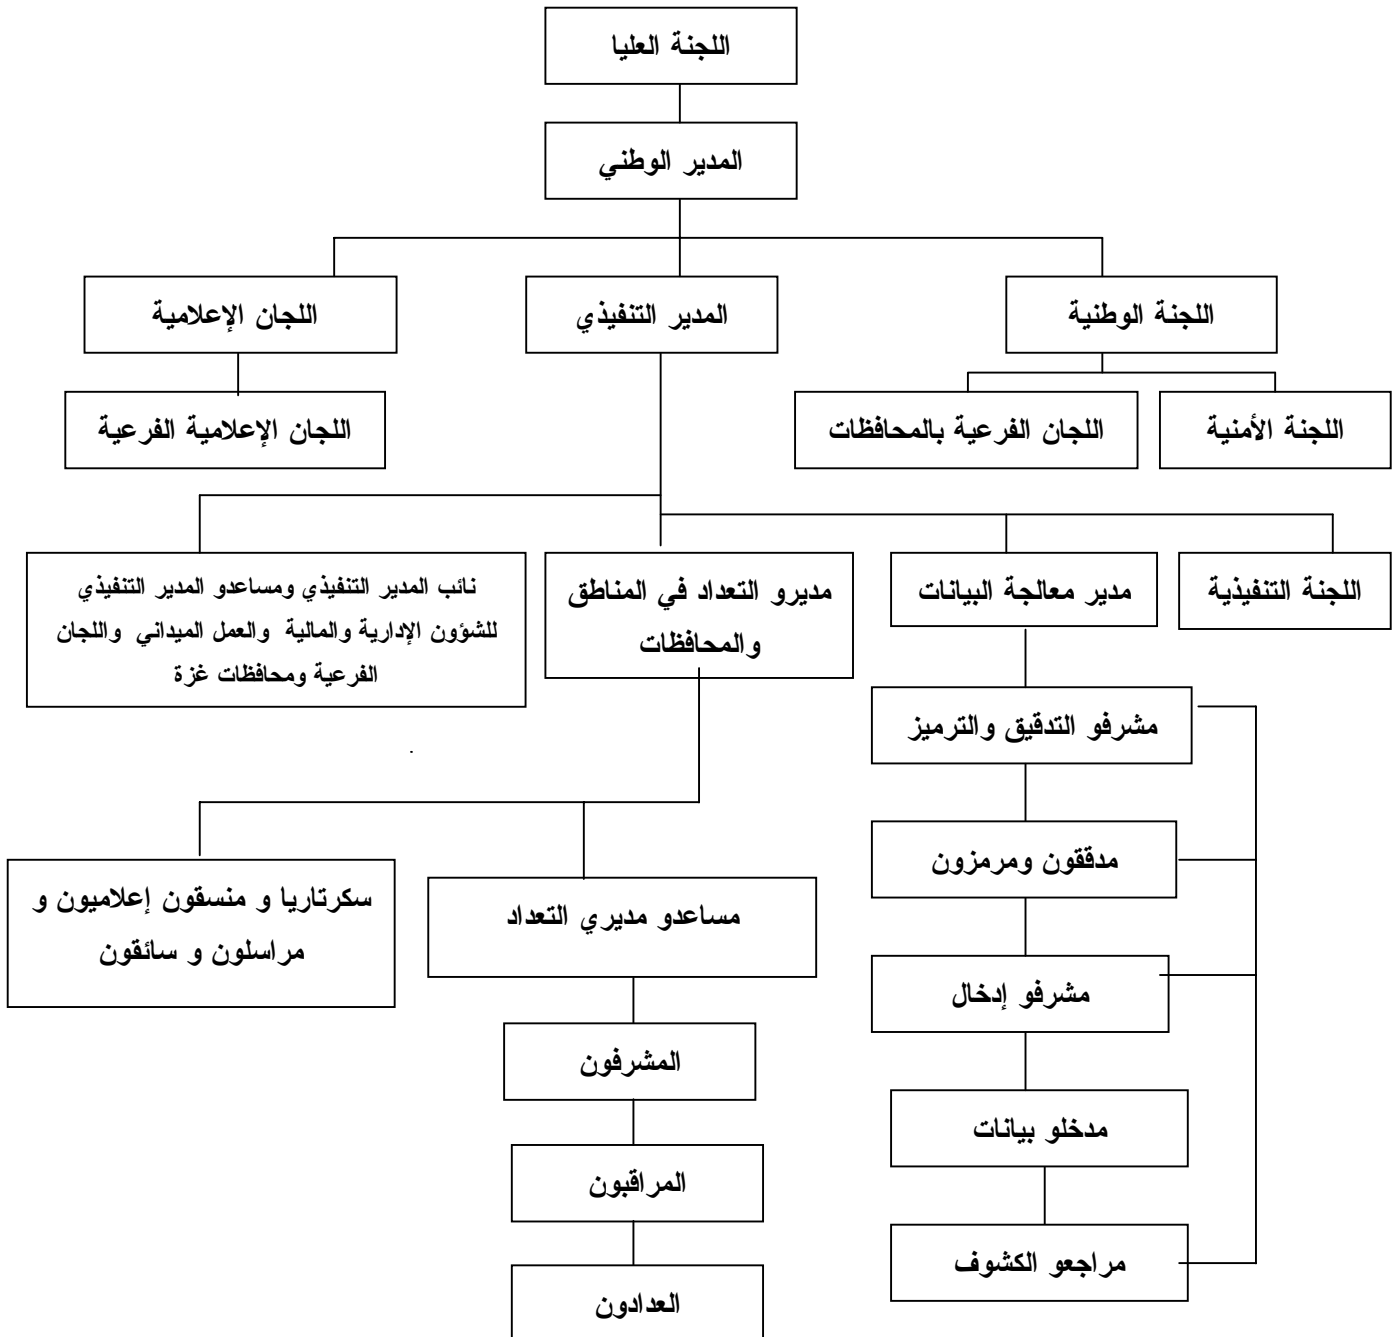 اللجنة العليا
المدير الوطني
اللجنة الوطنية
المدير التنفيذي
اللجان الإعلامية
اللجنة الأمنية
اللجان الفرعية بالمحافظات
اللجان الإعلامية الفرعية
اللجنة التنفيذية
مدير معالجة البيانات
مديرو التعداد في المناطق
والمحافظات
نائب المدير التنفيذي ومساعدو المدير التنفيذي
للشؤون الإدارية والمالية والعمل الميداني واللجان
الفرعية ومحافظات غزة
مشرفو التدقيق والترميز
مدققون ومرمزون
مشرفو إدخال
مدخلو بيانات
مراجعو الكشوف
مساعدو مديري التعداد
سكرتاريا و منسقون إعلاميون و
مراسلون و سائقون
المشرفون
المراقبون
العدادون